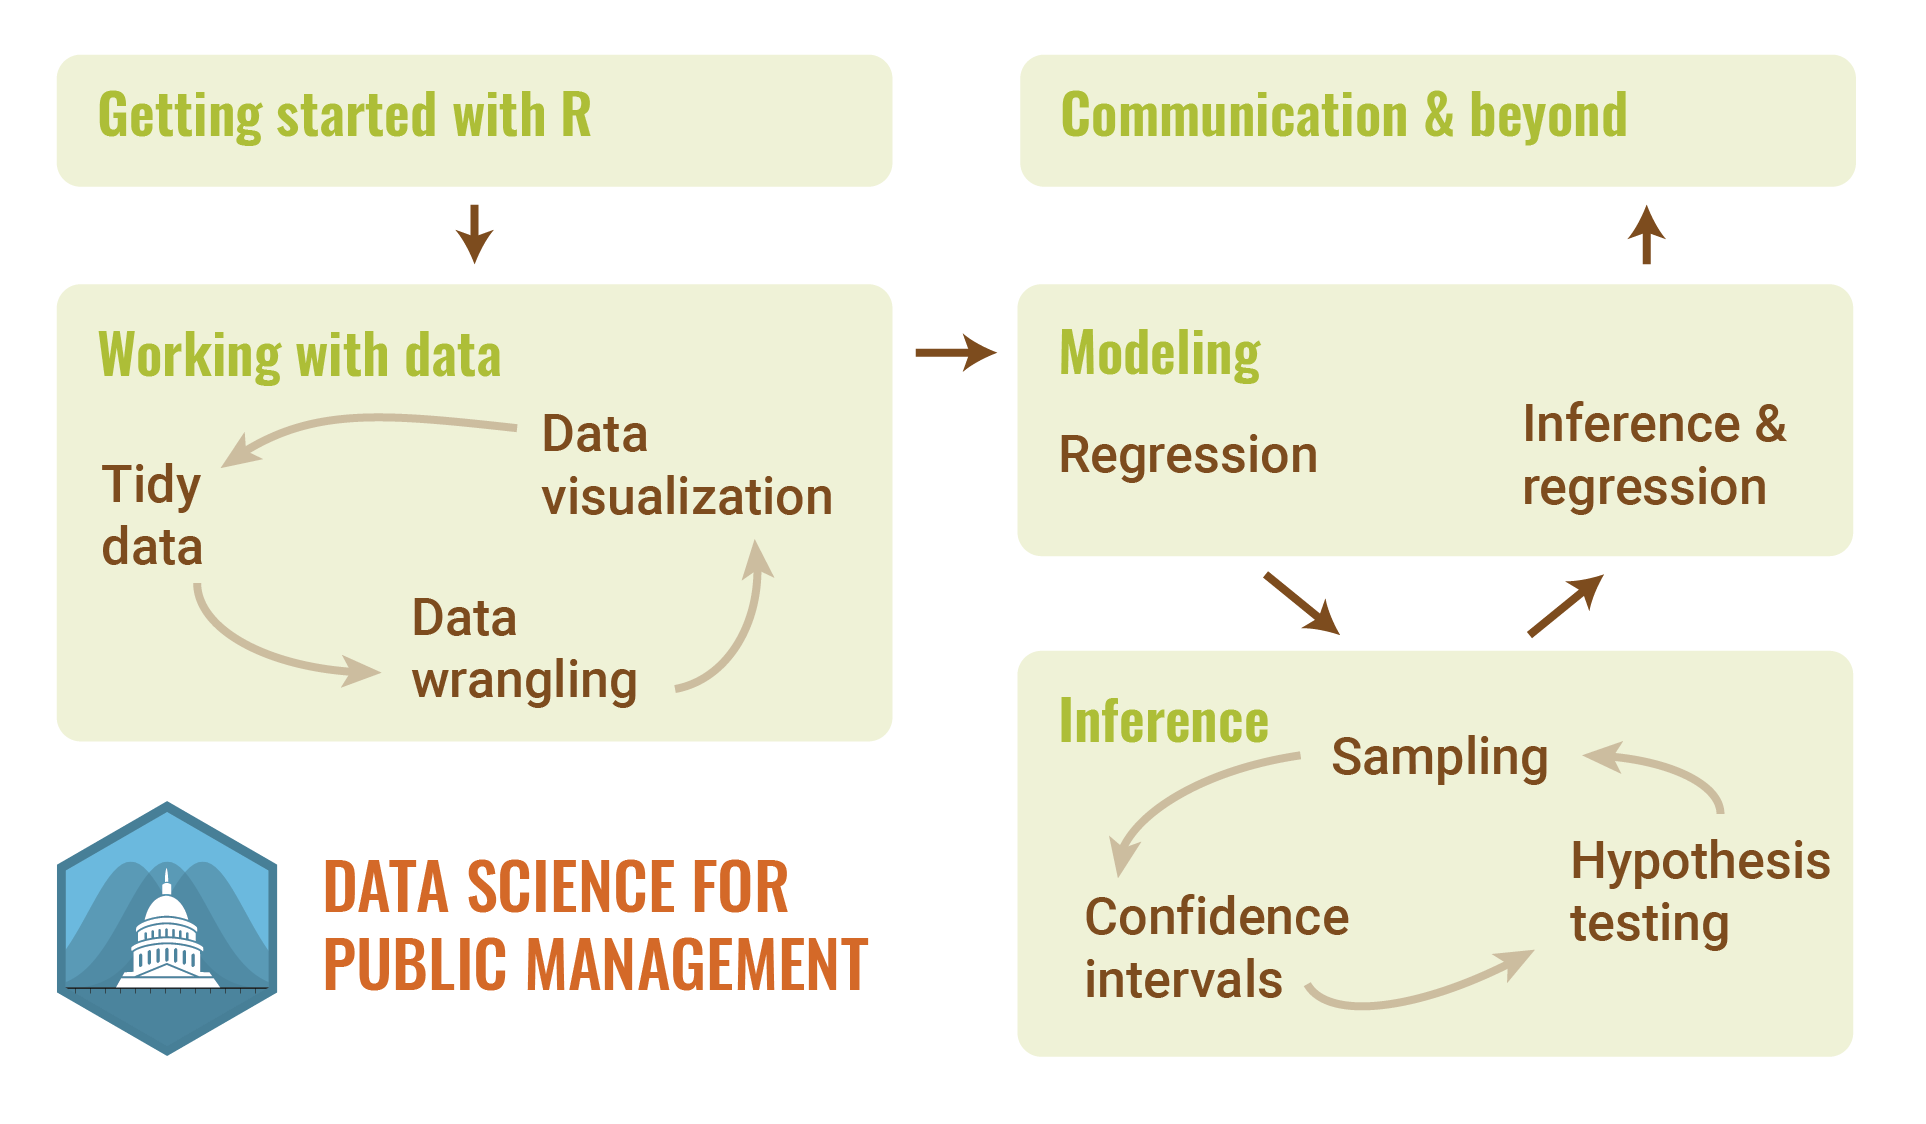 Getting started with R
Working with data
Data
visualization
Tidy
data
Data
wrangling
DATA SCIENCE FOR
PUBLIC MANAGEMENT
Communication & beyond
Modeling
Regression
Inference &
regression
Inference
Sampling
Confidence
intervals
Hypothesis
testing